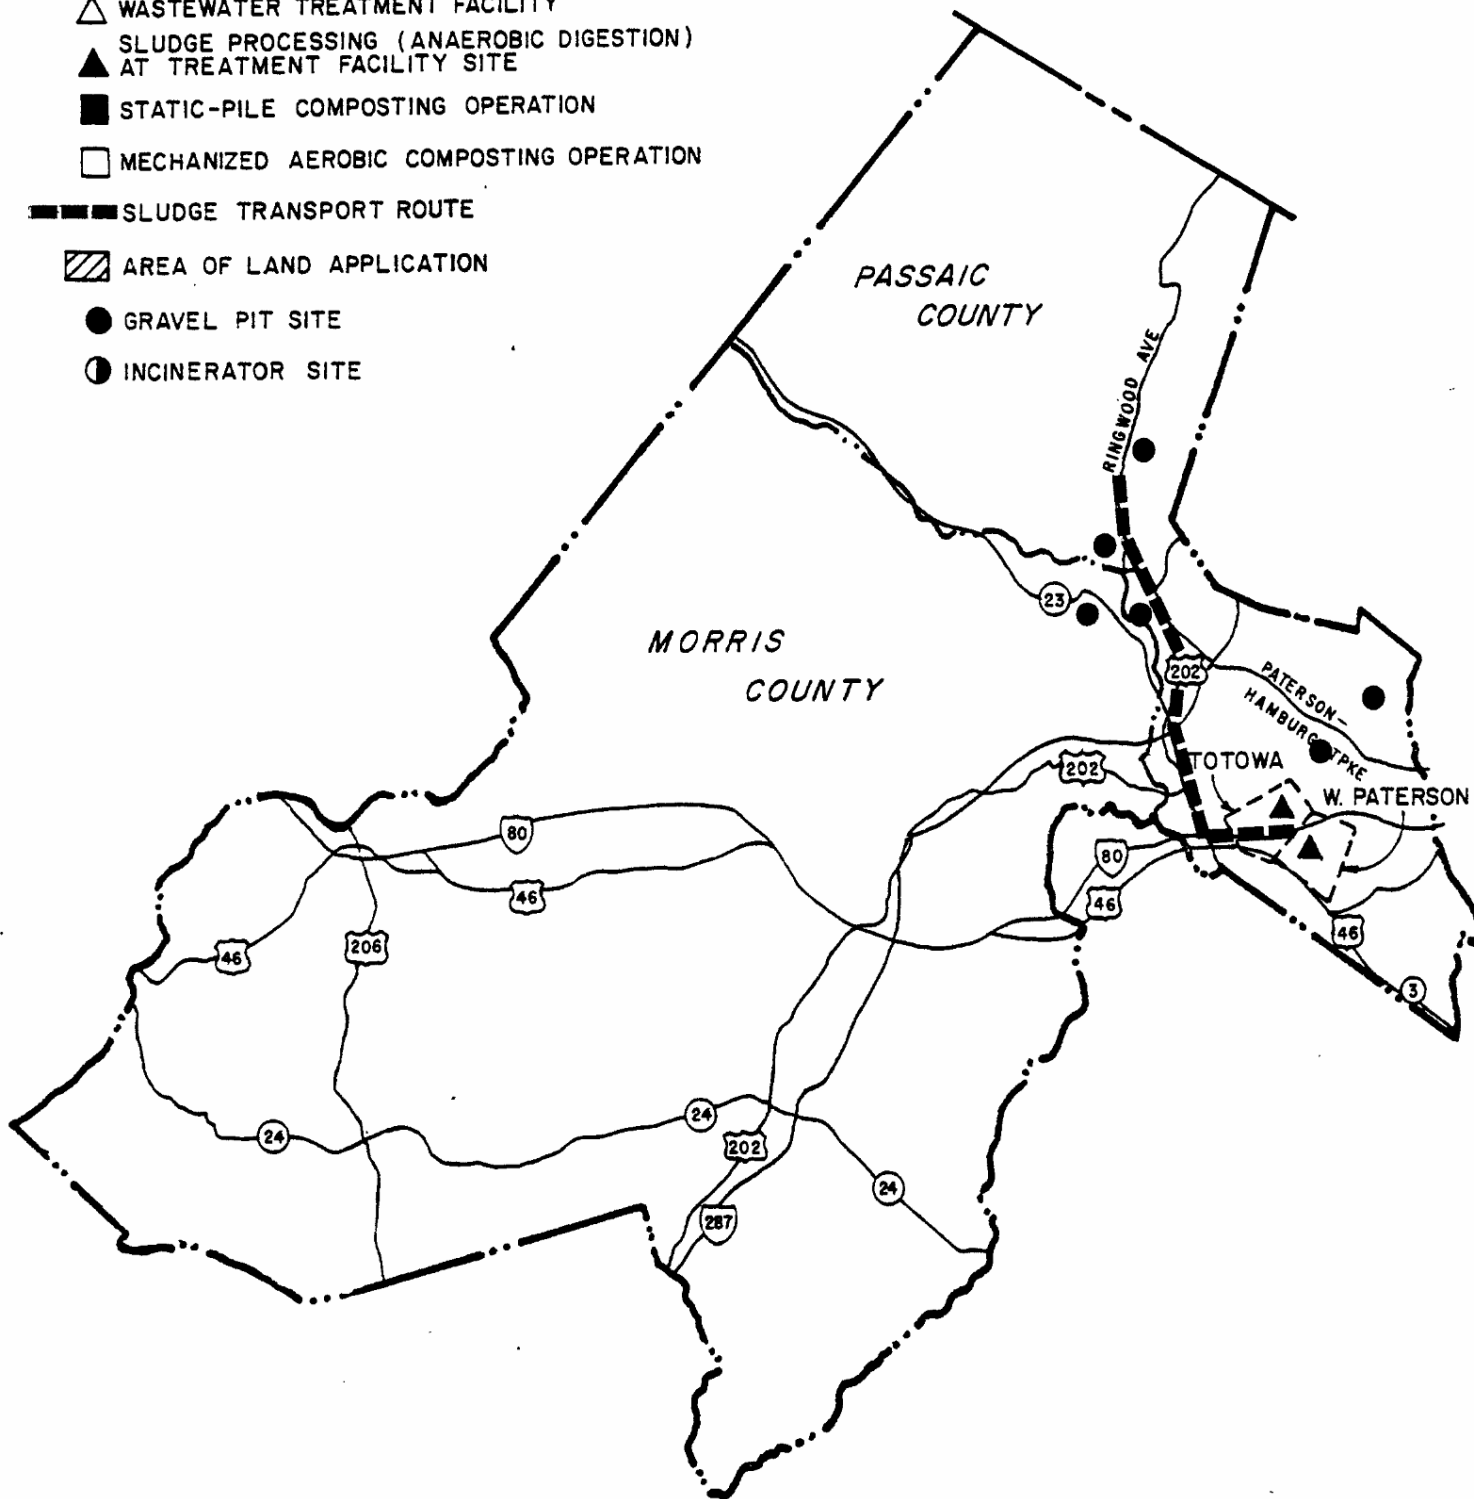 WASTEWATER TREATMENT FACILITY
SLUDGE PROCESSING (ANAEROBIC DIGESTION)
AT TREATMENT FACILITY SITE
STATIC-PILE COMPOSTING OPERATION
MECHANIZED AEROBIC COMPOSTING OPERATION
SLUDGE TRANSPORT ROUTE
AREA OF LAND APPLICATION
GRAVEL PIT SITE
INCINERATOR SITE
PASSAIC
COUNTY
RINGWOOD AVE
23
MORRIS
COUNTY
202
PATERSON-
HAMBURG TPKE
TOTOWA
202
W. PATERSON
80
80
46
46
46
206
46
3
24
24
202
24
287